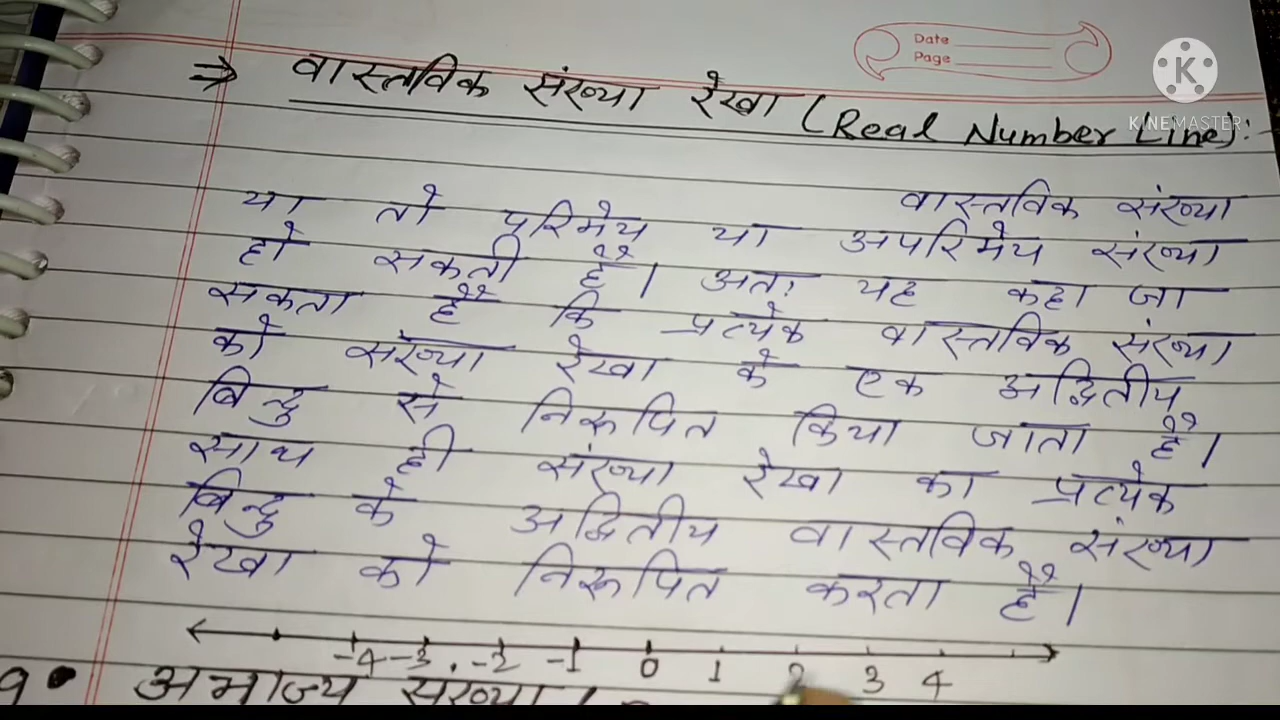 Date
Page
KINEMASTER
⇒ वास्तविक संख्या रेखा (Real Number Line):-
वास्तविक संख्या
या तो परिमेय या अपरिमेय संख्या
हो सकती हैं। अतः यह कहा जा
सकता हैं कि प्रत्येक वास्तविक संख्या
को संख्या रेखा के एक अद्वितीय
बिन्दु से निरूपित किया जाता हैं।
साथ ही संख्या रेखा का प्रत्येक
बिन्दु के अद्वितीय वास्तविक संख्या
रेखा को निरूपित करता हैं।
-4 -3 -2 -1 0 1 2 3 4
9. अभाज्य संख्या (